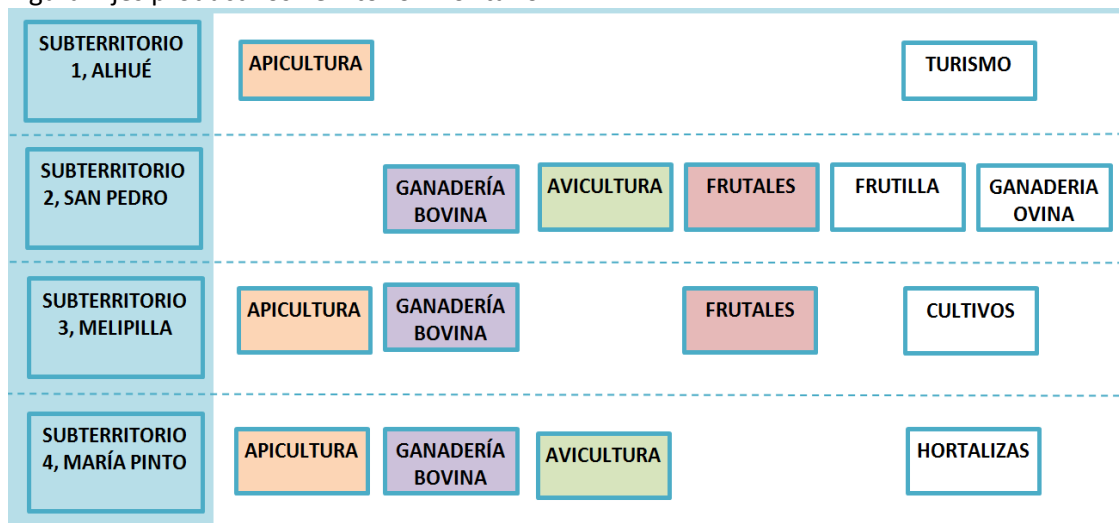 SUBTERRITORIO
1, ALHUÉ
APICULTURA
TURISMO
SUBTERRITORIO
2, SAN PEDRO
GANADERÍA
BOVINA
AVICULTURA
FRUTALES
FRUTILLA
GANADERIA
OVINA
SUBTERRITORIO
3, MELIPILLA
APICULTURA
GANADERÍA
BOVINA
FRUTALES
CULTIVOS
SUBTERRITORIO
4, MARÍA PINTO
APICULTURA
GANADERÍA
BOVINA
AVICULTURA
HORTALIZAS